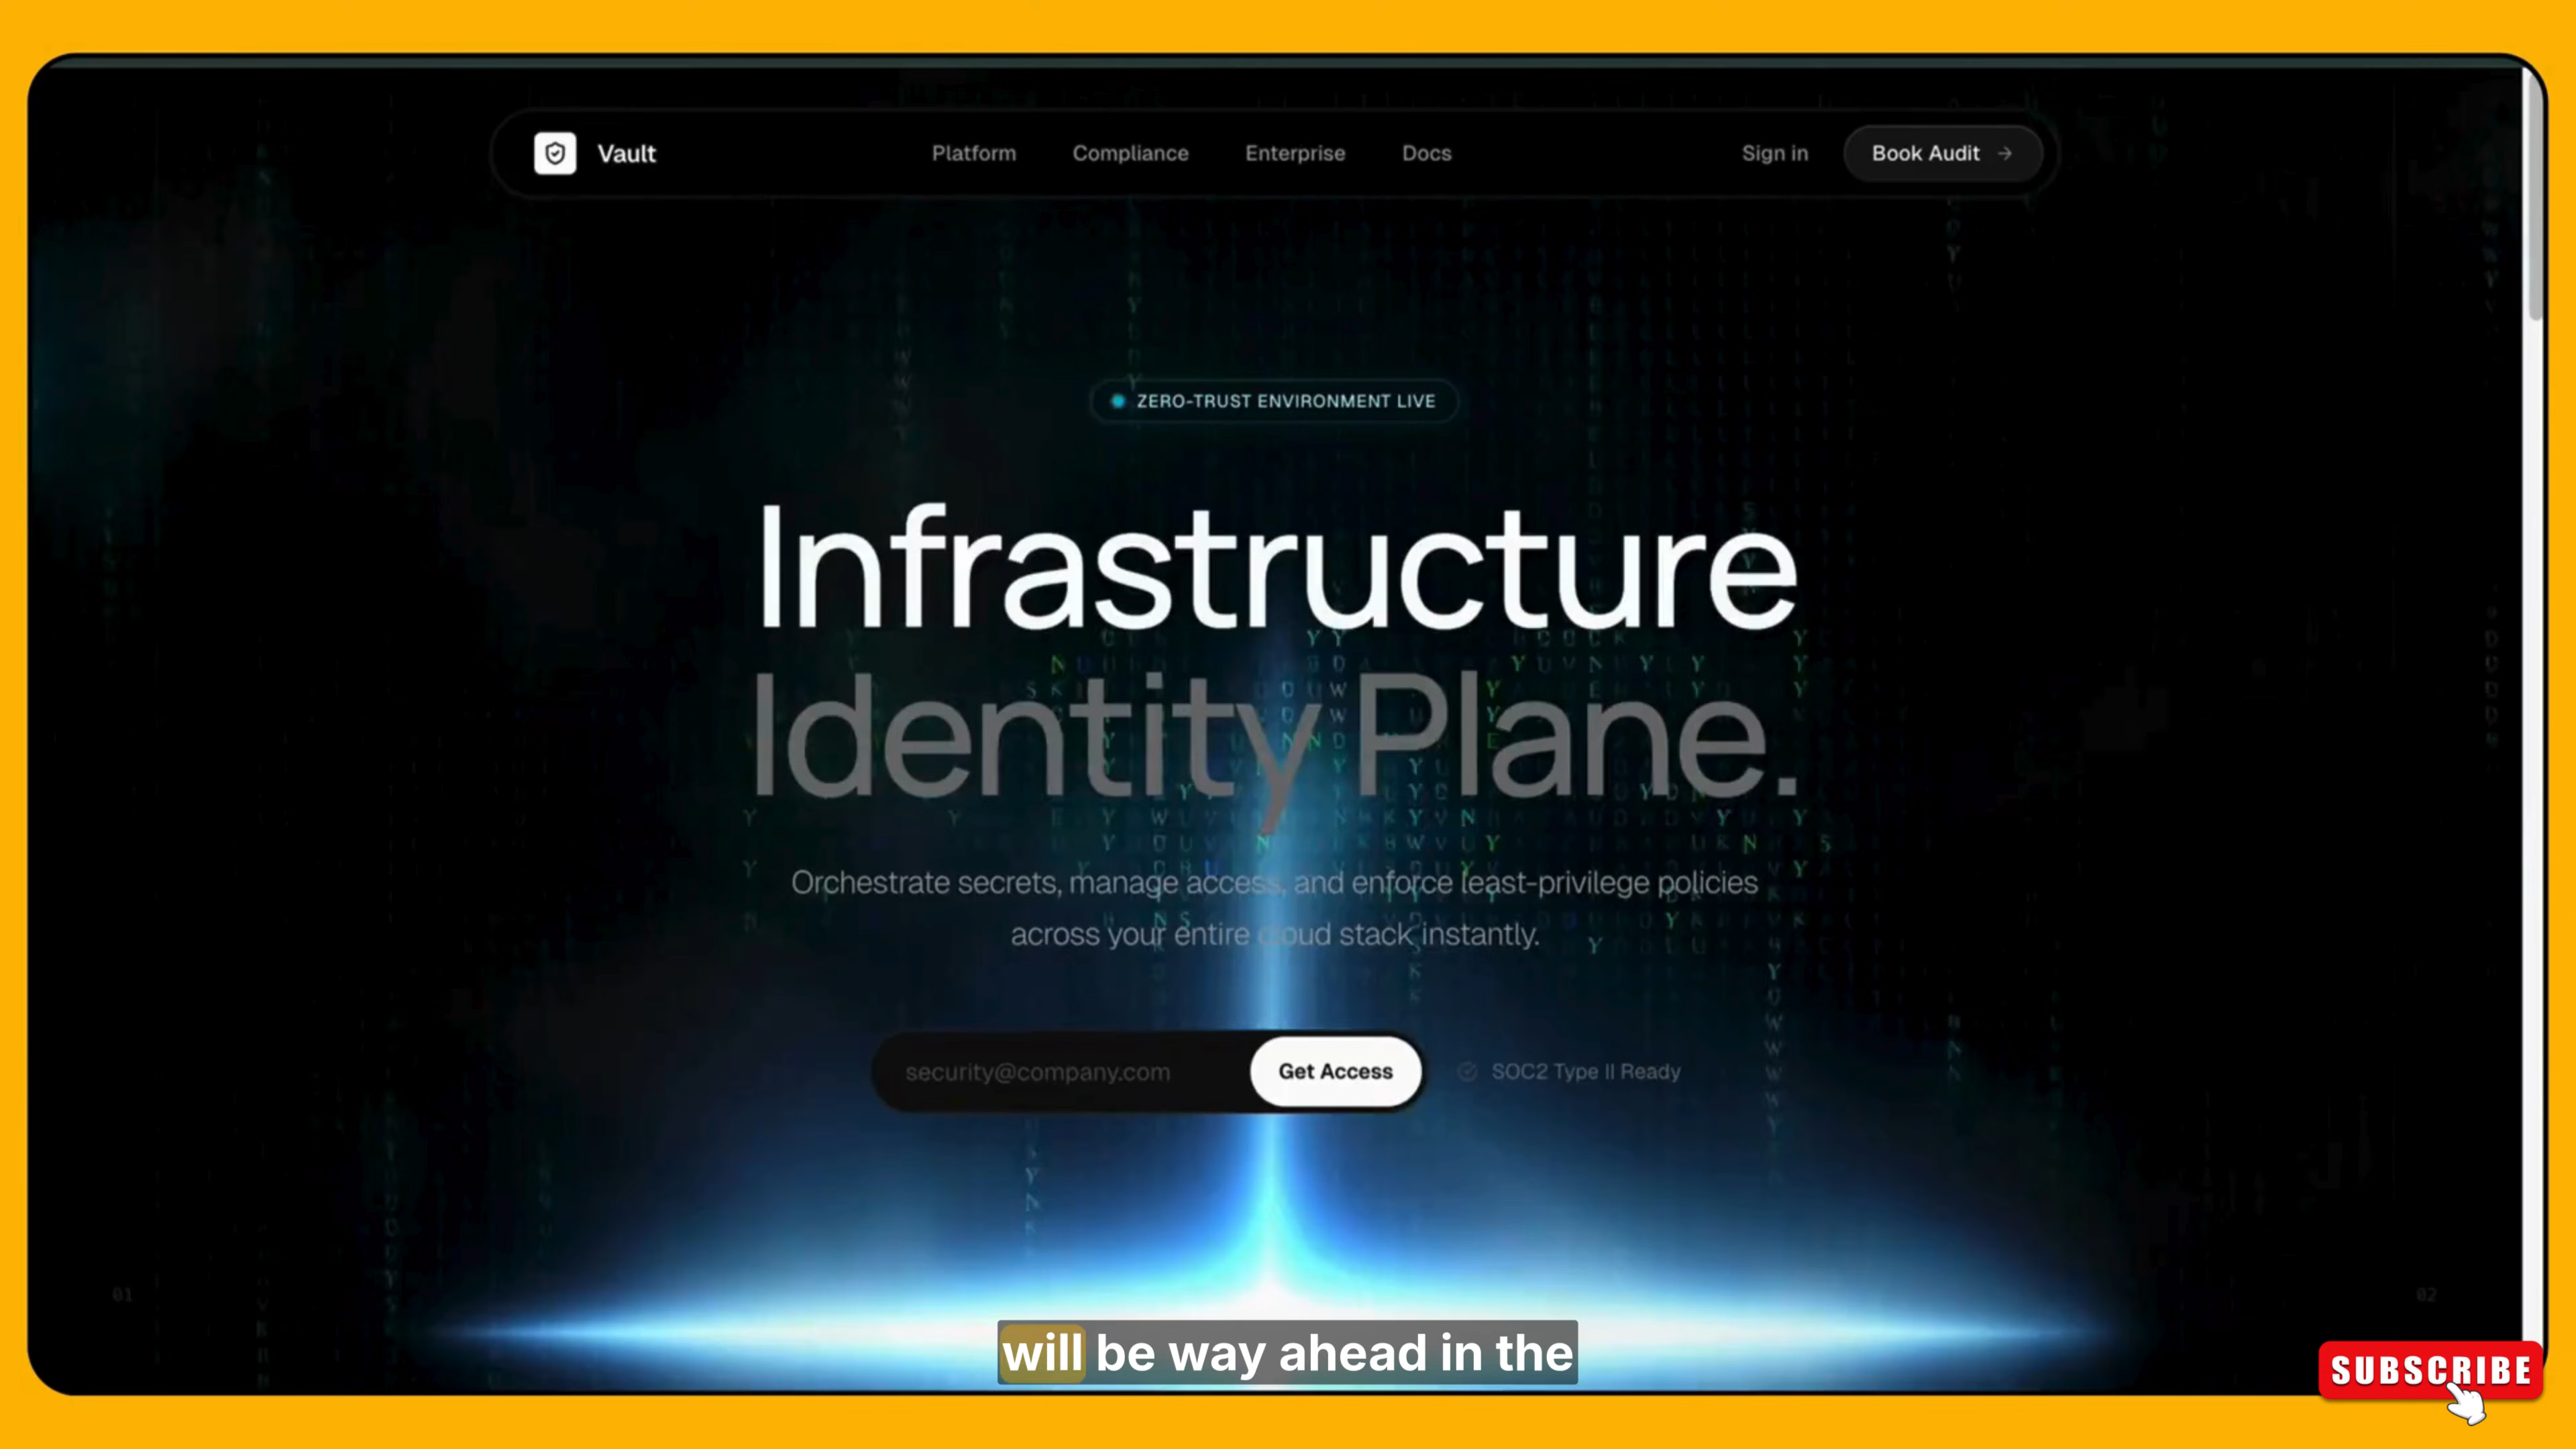 Vault
Platform Compliance Enterprise Docs
Sign in Book Audit →
ZERO-TRUST ENVIRONMENT LIVE
Infrastructure
Identity Plane.
Orchestrate secrets, manage access, and enforce least-privilege policies
across your entire cloud stack instantly.
security@company.com Get Access SOC2 Type II Ready
01 02
will be way ahead in the
SUBSCRIBE